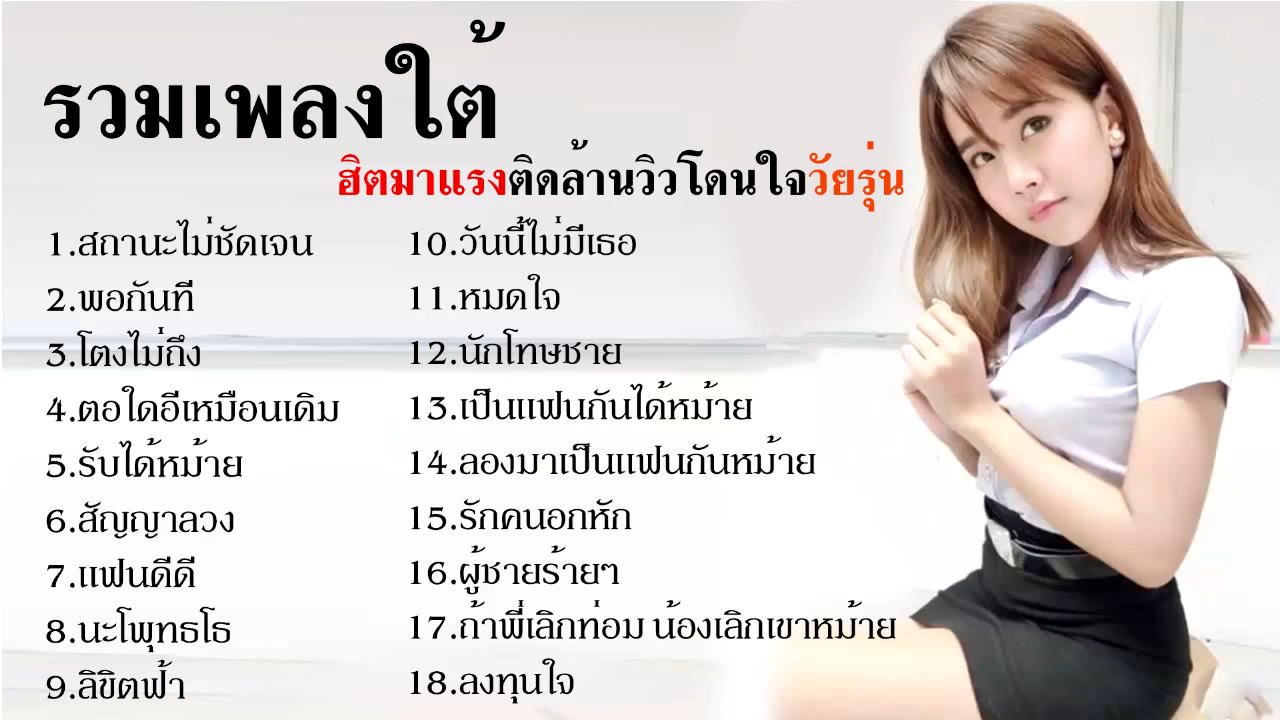 รวมเพลงใต้
ฮิตมาแรงติดล้านวิวโดนใจวัยรุ่น
1.สถานะไม่ชัดเจน
2.พอกันที
3.โตงไม่ถึง
4.ตอใดอีเหมือนเดิม
5.รับได้หม้าย
6.สัญญาลวง
7.แฟนดีดี
8.นะโพุทธโธ
9.ลิขิตฟ้า
10.วันนี้ไม่มีเธอ
11.หมดใจ
12.นักโทษชาย
13.เป็นแฟนกันได้หม้าย
14.ลองมาเป็นแฟนกันหม้าย
15.รักคนอกหัก
16.ผู้ชายร้ายๆ
17.ถ้าพี่เลิกท่อม น้องเลิกเขาหม้าย
18.ลงทุนใจ